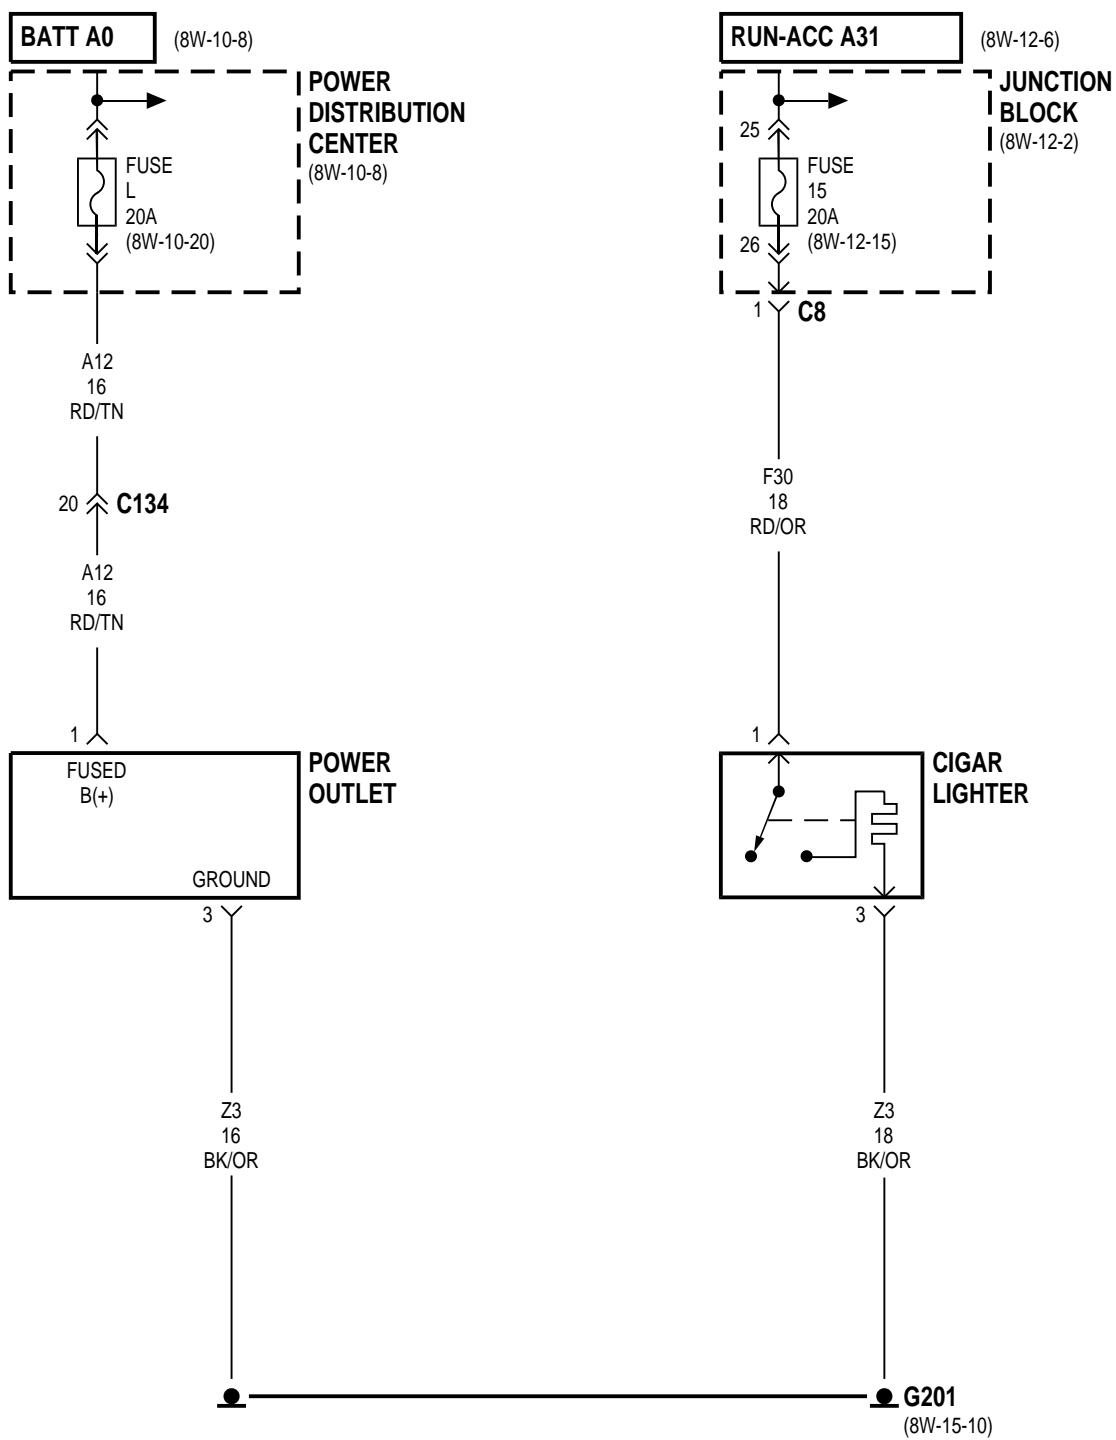 BATT A0
(8W-10-8)
RUN-ACC A31
(8W-12-6)
POWER
DISTRIBUTION
CENTER
(8W-10-8)
FUSE
L
20A
(8W-10-20)
JUNCTION
BLOCK
(8W-12-2)
25
FUSE
15
20A
(8W-12-15)
26
1
C8
A12
16
RD/TN
20
C134
A12
16
RD/TN
F30
18
RD/OR
1
FUSED
B(+)
GROUND
POWER
OUTLET
3
1
CIGAR
LIGHTER
3
Z3
16
BK/OR
Z3
18
BK/OR
G201
(8W-15-10)